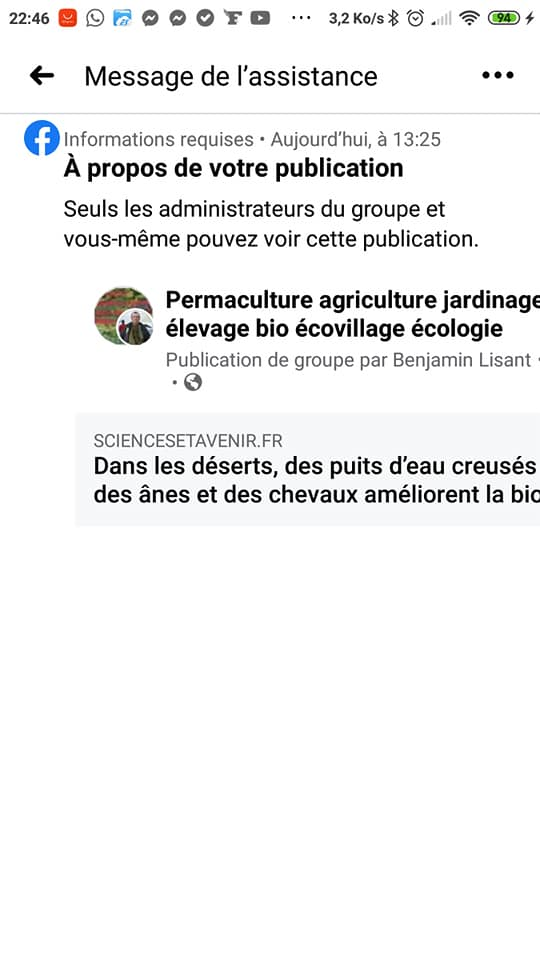 22:46 ... 3,2 Ko/s 94
Message de l'assistance
Informations requises • Aujourd'hui, à 13:25
À propos de votre publication
Seuls les administrateurs du groupe et
vous-même pouvez voir cette publication.
Permaculture agriculture jardinage
élevage bio écovillage écologie
Publication de groupe par Benjamin Lisant •
•
SCIENCESETAVENIR.FR
Dans les déserts, des puits d'eau creusés
des ânes et des chevaux améliorent la bio